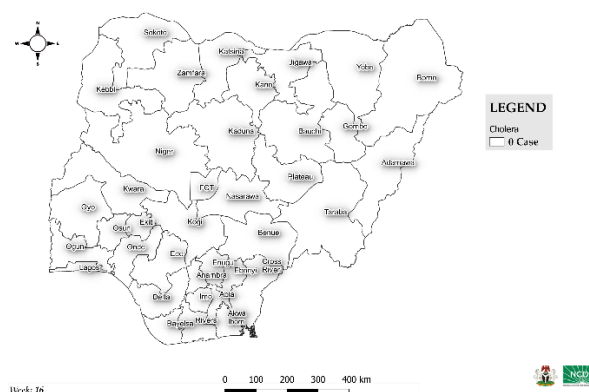 N
W
E
S
Sokoto
Katsina
Jigawa
Yobe
Borno
Zamfara
Kano
Kebbi
Kaduna
Bauchi
Gombe
Niger
Adamawa
Plateau
FCT
Nasarawa
Kwara
Taraba
Oyo
Kogi
Benue
Osun
Ekiti
Ogun
Ondo
Edo
Lagos
Enugu
Anambra
Ebonyi
Cross
River
Delta
Imo
Abia
Bayelsa
Rivers
Akwa
Ibom
LEGEND
Cholera
0 Case
Week: 16
0 100 200 300 400 km
NCDC